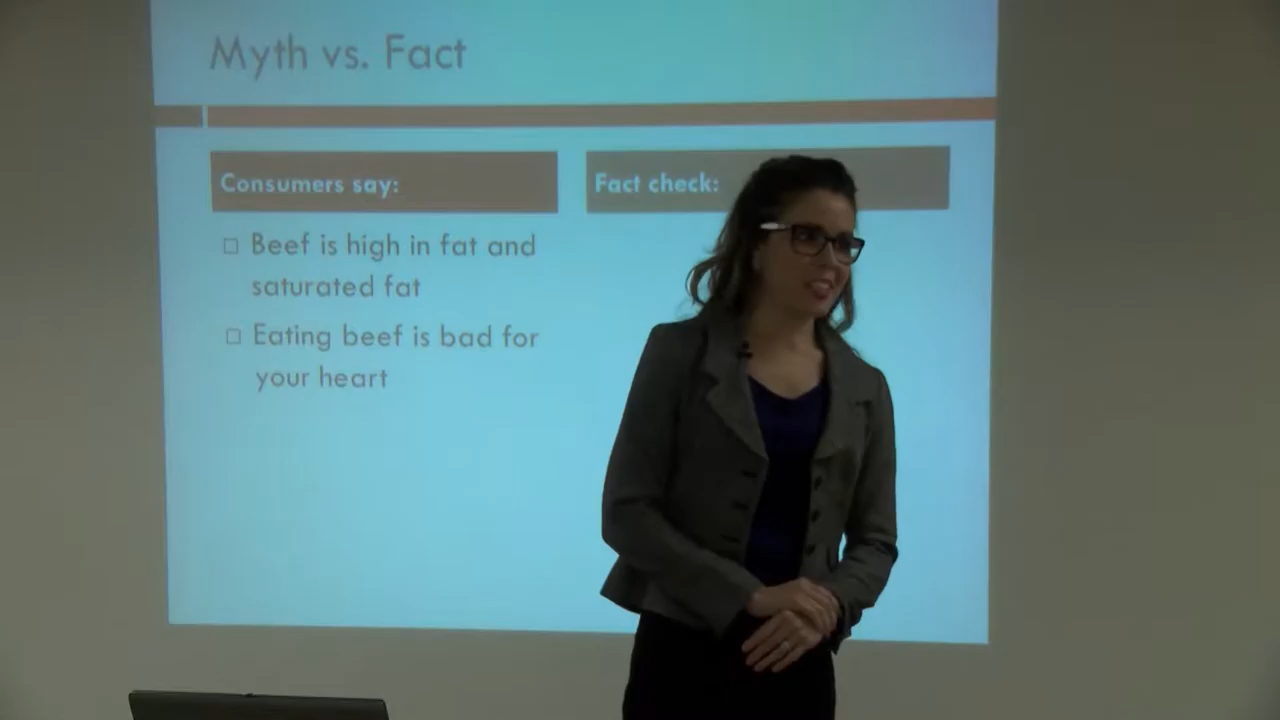 Myth vs. Fact
Consumers say:
Fact check:
□ Beef is high in fat and
saturated fat
□ Eating beef is bad for
your heart